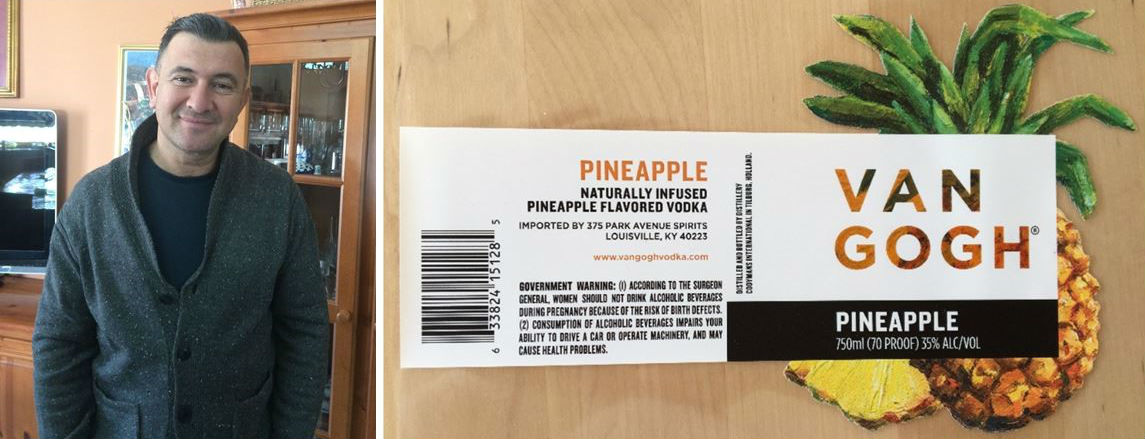 PINEAPPLE
NATURALLY INFUSED
PINEAPPLE FLAVORED VODKA
IMPORTED BY 375 PARK AVENUE SPIRITS
LOUISVILLE, KY 40223
www.vangoghvodka.com
GOVERNMENT WARNING: (1) ACCORDING TO THE SURGEON
GENERAL, WOMEN SHOULD NOT DRINK ALCOHOLIC BEVERAGES
DURING PREGNANCY BECAUSE OF THE RISK OF BIRTH DEFECTS.
(2) CONSUMPTION OF ALCOHOLIC BEVERAGES IMPAIRS YOUR
ABILITY TO DRIVE A CAR OR OPERATE MACHINERY, AND MAY
CAUSE HEALTH PROBLEMS.
6 33824 15128 5
DISTILLED AND BOTTLED BY DISTILLERY
COOYMANS INTERNATIONAL IN TILBURG, HOLLAND.
VAN
GOGH®
PINEAPPLE
750ml (70 PROOF) 35% ALC/VOL